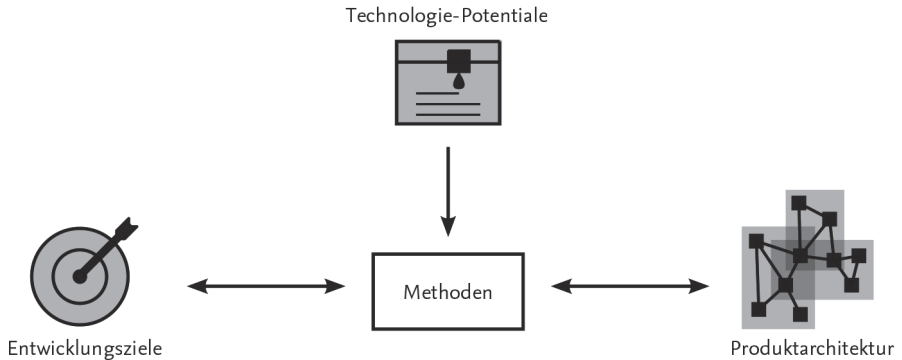 Technologie-Potentiale
Methoden
Entwicklungsziele
Produktarchitektur